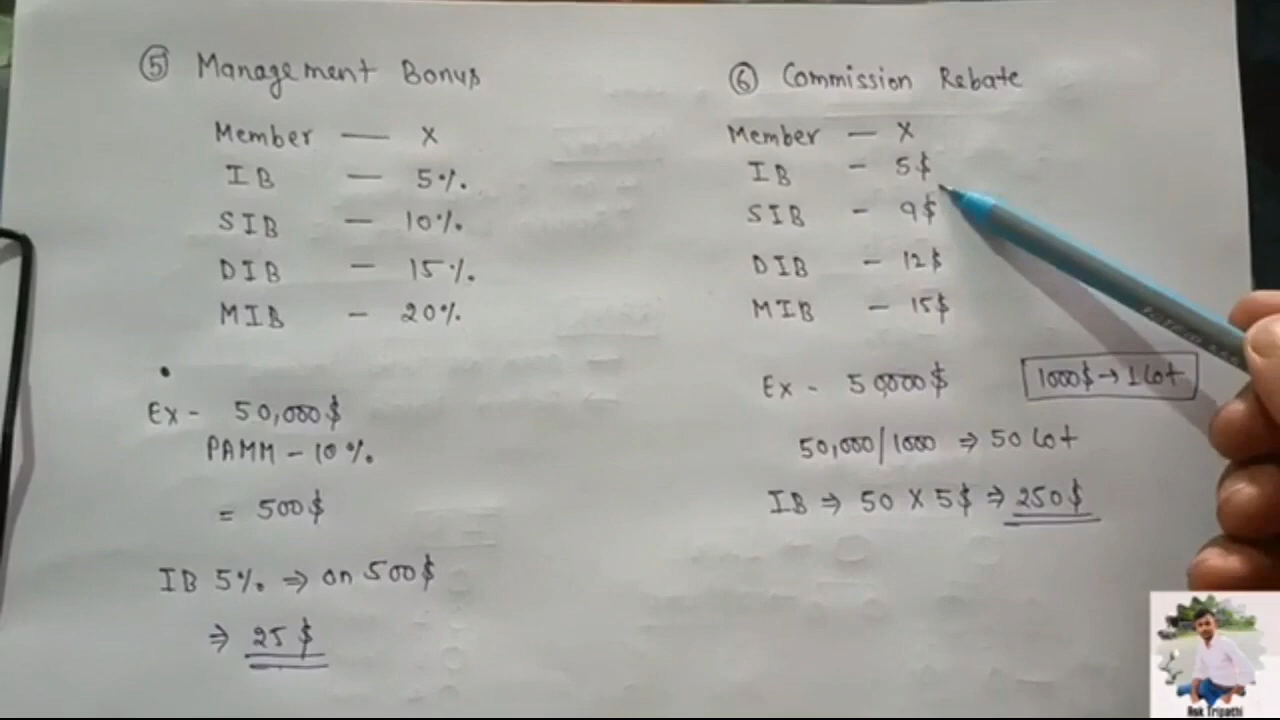 ⑤ Management Bonus
Member — X
IB — 5%.
SIB — 10%.
DIB — 15%.
MIB — 20%.
Ex - 50,000$
PAMM - 10%.
= 500$
IB 5%. ⇒ on 500$
⇒ 25$
⑥ Commission Rebate
Member — X
IB - 5$
SIB - 9$
DIB - 12$
MIB - 15$
Ex - 50,000$
1000$ → 1 Lot
50,000/1000 ⇒ 50 Lot
IB ⇒ 50 X 5$ ⇒ 250$
Ask Tripathi